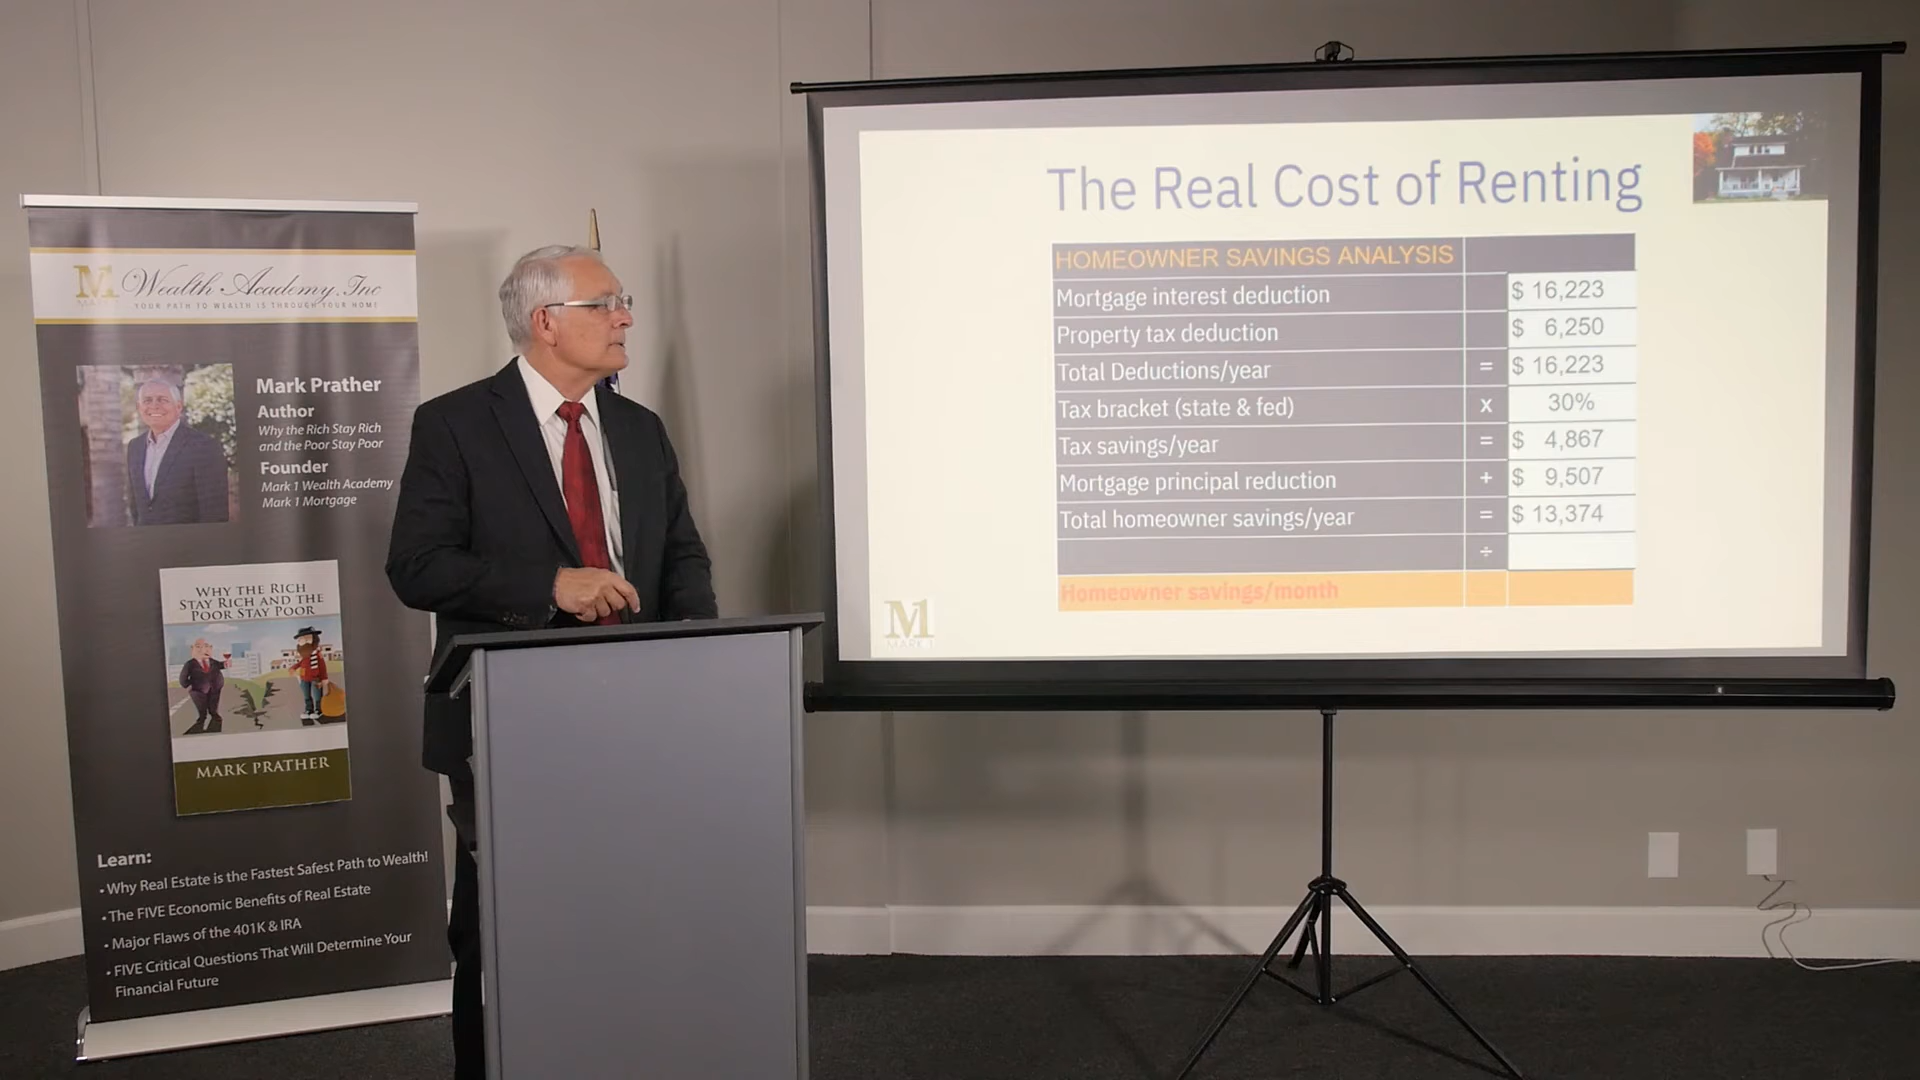 M1 Wealth Academy, Inc
YOUR PATH TO WEALTH IS THROUGH YOUR HOME
Mark Prather
Author
Why the Rich Stay Rich
and the Poor Stay Poor
Founder
Mark 1 Wealth Academy
Mark 1 Mortgage
WHY THE RICH
STAY RICH AND THE
POOR STAY POOR
MARK PRATHER
Learn:
• Why Real Estate is the Fastest Safest Path to Wealth!
• The FIVE Economic Benefits of Real Estate
• Major Flaws of the 401K & IRA
• FIVE Critical Questions That Will Determine Your
Financial Future
The Real Cost of Renting
HOMEOWNER SAVINGS ANALYSIS
Mortgage interest deduction $ 16,223
Property tax deduction $ 6,250
Total Deductions/year = $ 16,223
Tax bracket (state & fed) x 30%
Tax savings/year = $ 4,867
Mortgage principal reduction + $ 9,507
Total homeowner savings/year = $ 13,374
÷
Homeowner savings/month
M1
MARK 1